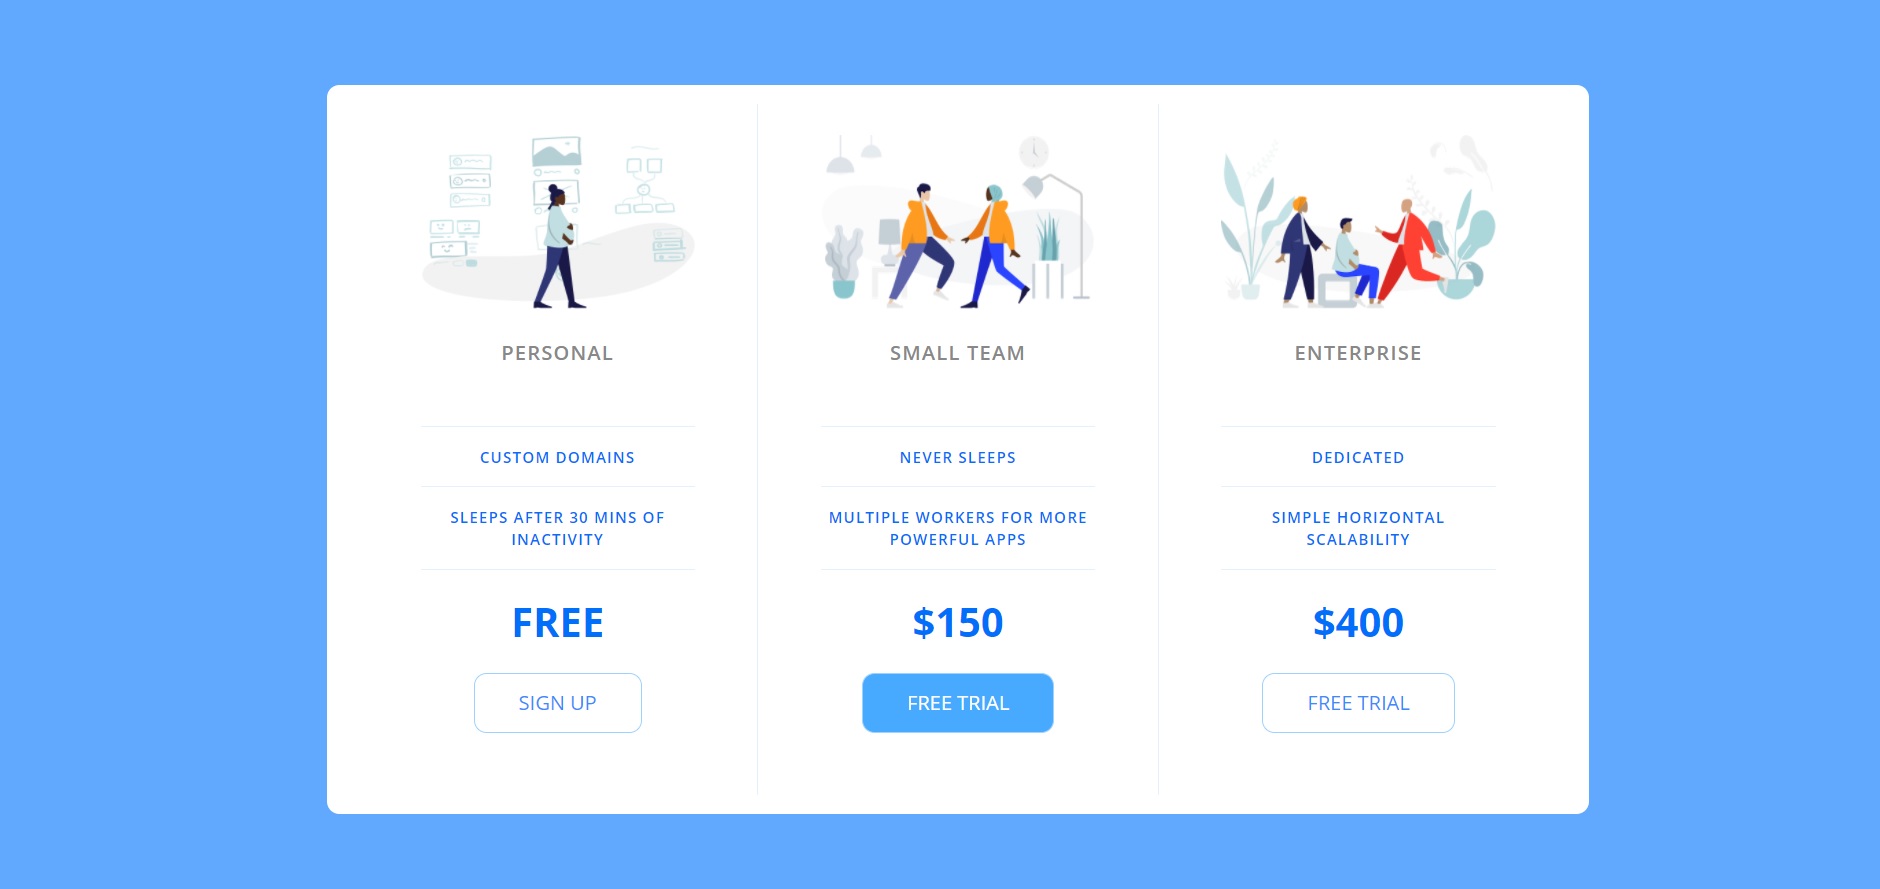 PERSONAL
CUSTOM DOMAINS
SLEEPS AFTER 30 MINS OF
INACTIVITY
FREE
SIGN UP
SMALL TEAM
NEVER SLEEPS
MULTIPLE WORKERS FOR MORE
POWERFUL APPS
$150
FREE TRIAL
ENTERPRISE
DEDICATED
SIMPLE HORIZONTAL
SCALABILITY
$400
FREE TRIAL